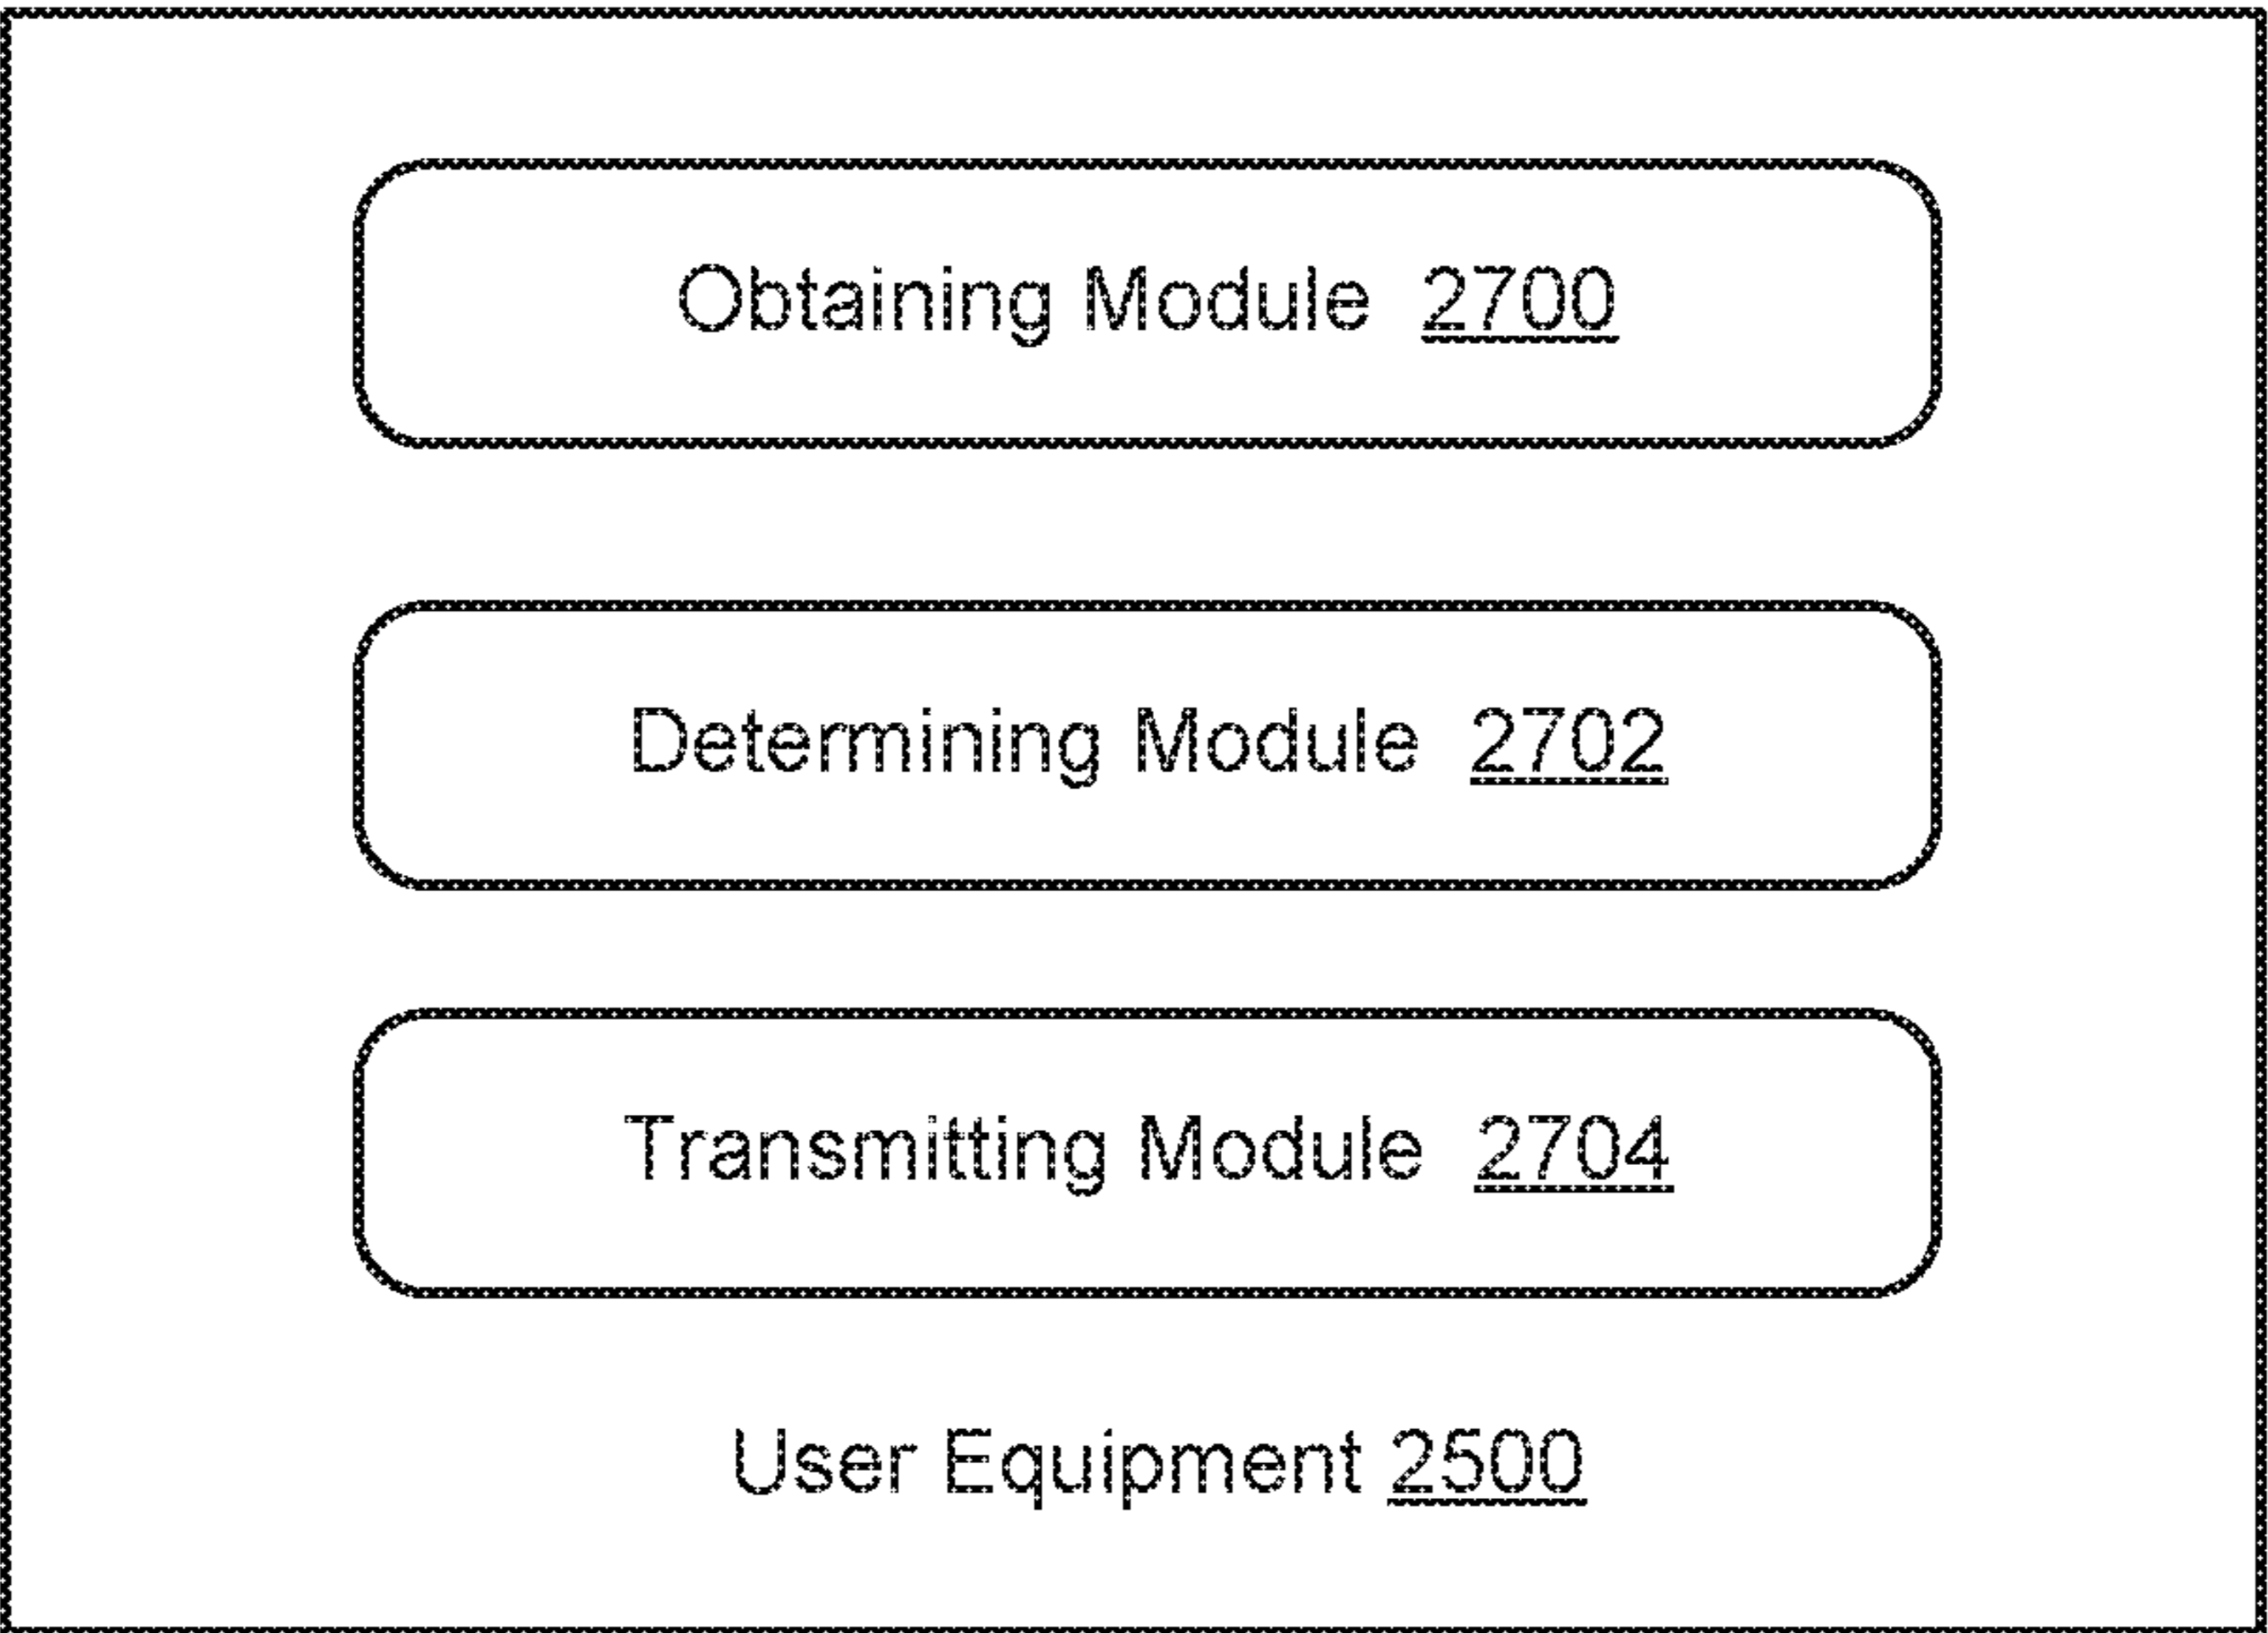 Obtaining Module 2700
Determining Module 2702
Transmitting Module 2704
User Equipment 2500